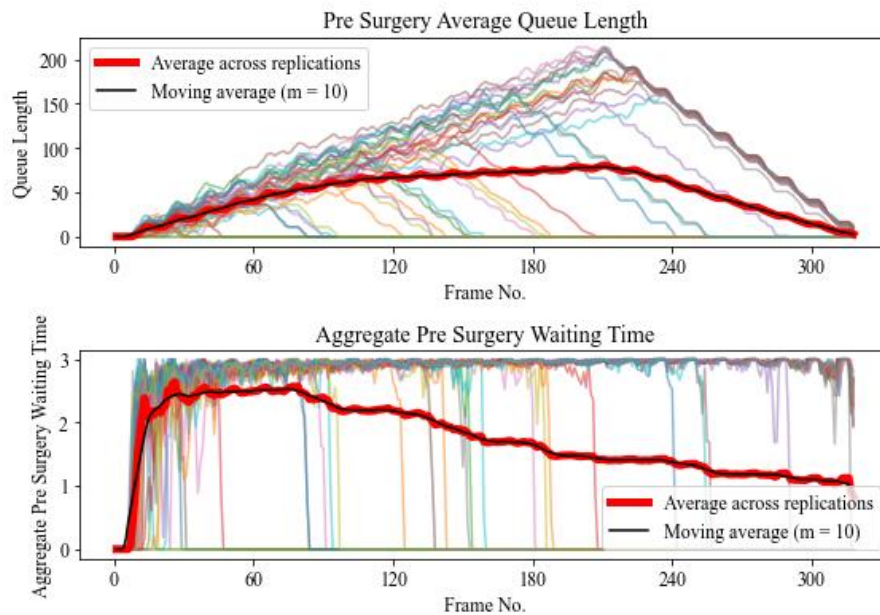 Pre Surgery Average Queue Length
Queue Length
200
150
100
50
0
Average across replications
Moving average (m = 10)
0 60 120 180 240 300
Frame No.
Aggregate Pre Surgery Waiting Time
Aggregate Pre Surgery Waiting Time
3
2
1
0
Average across replications
Moving average (m = 10)
0 60 120 180 240 300
Frame No.